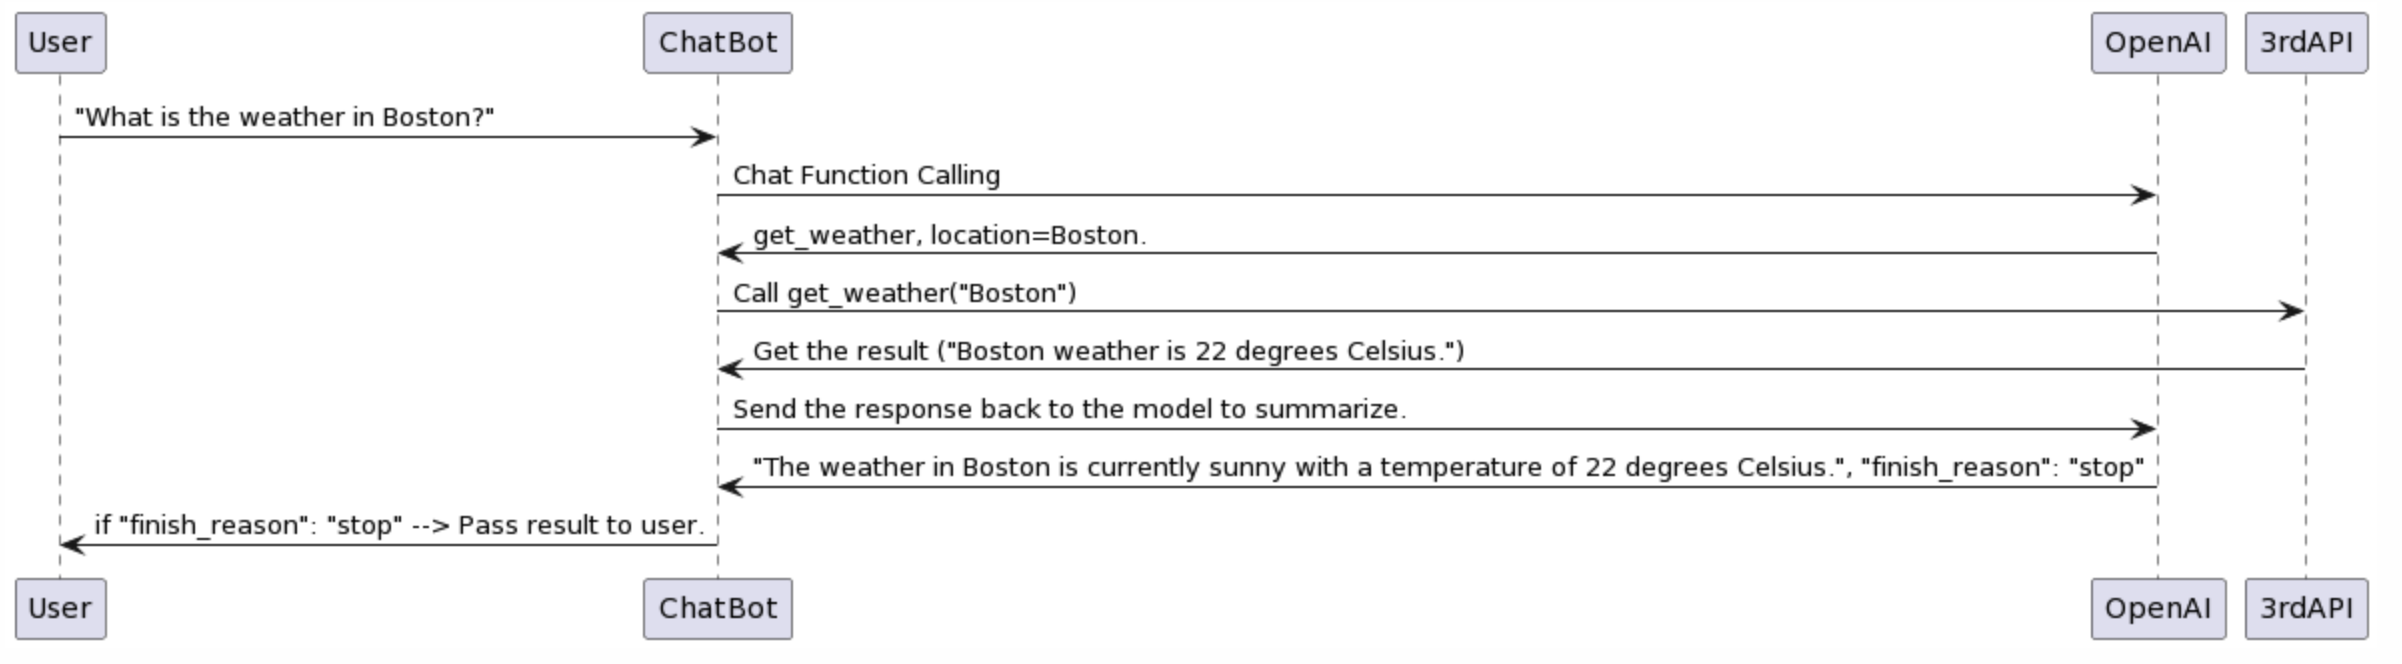 User
ChatBot
OpenAI
3rdAPI
"What is the weather in Boston?"
Chat Function Calling
get_weather, location=Boston.
Call get_weather("Boston")
Get the result ("Boston weather is 22 degrees Celsius.")
Send the response back to the model to summarize.
"The weather in Boston is currently sunny with a temperature of 22 degrees Celsius.", "finish_reason": "stop"
if "finish_reason": "stop" --> Pass result to user.
User
ChatBot
OpenAI
3rdAPI